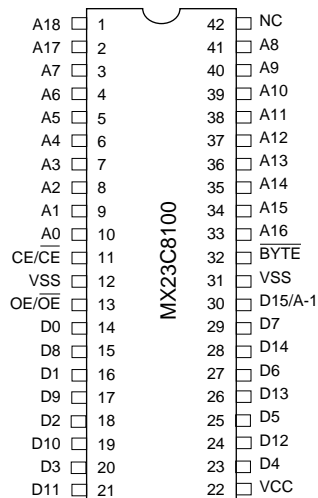 A18 1 42 NC
A17 2 41 A8
A7 3 40 A9
A6 4 39 A10
A5 5 38 A11
A4 6 37 A12
A3 7 36 A13
A2 8 35 A14
A1 9 34 A15
A0 10 33 A16
CE/C̅E̅ 11 32 B̅Y̅T̅E̅
VSS 12 31 VSS
OE/O̅E̅ 13 30 D15/A-1
D0 14 29 D7
D8 15 28 D14
D1 16 27 D6
D9 17 26 D13
D2 18 25 D5
D10 19 24 D12
D3 20 23 D4
D11 21 22 VCC
MX23C8100